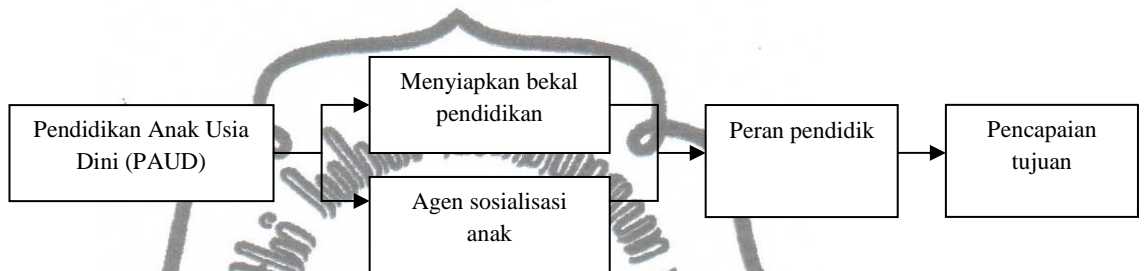 Pendidikan Anak Usia
Dini (PAUD)
Menyiapkan bekal
pendidikan
Agen sosialisasi
anak
Peran pendidik
Pencapaian
tujuan